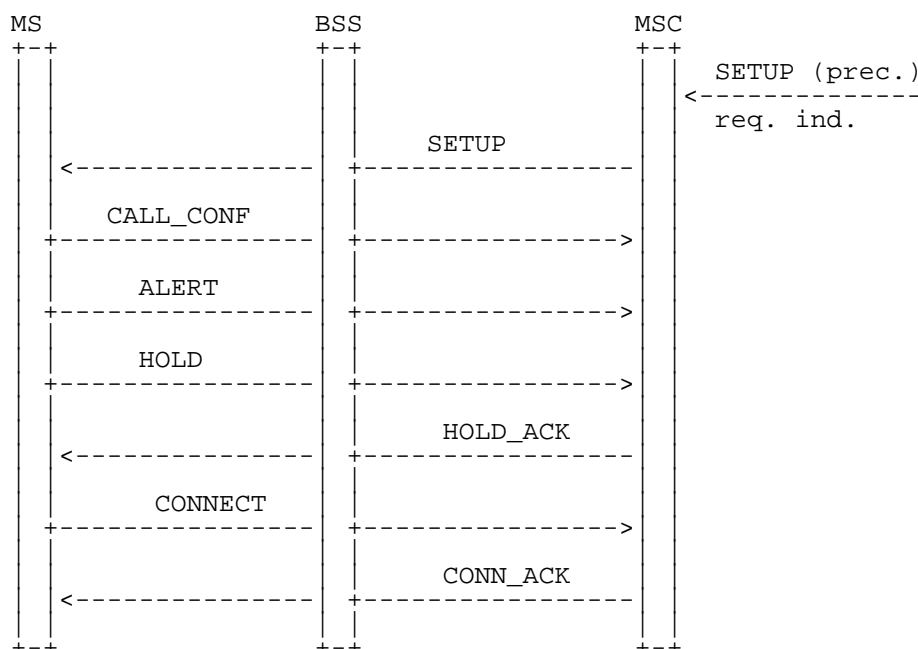 MS BSS MSC
SETUP (prec.)
req. ind.
SETUP
CALL_CONF
ALERT
HOLD
HOLD_ACK
CONNECT
CONN_ACK